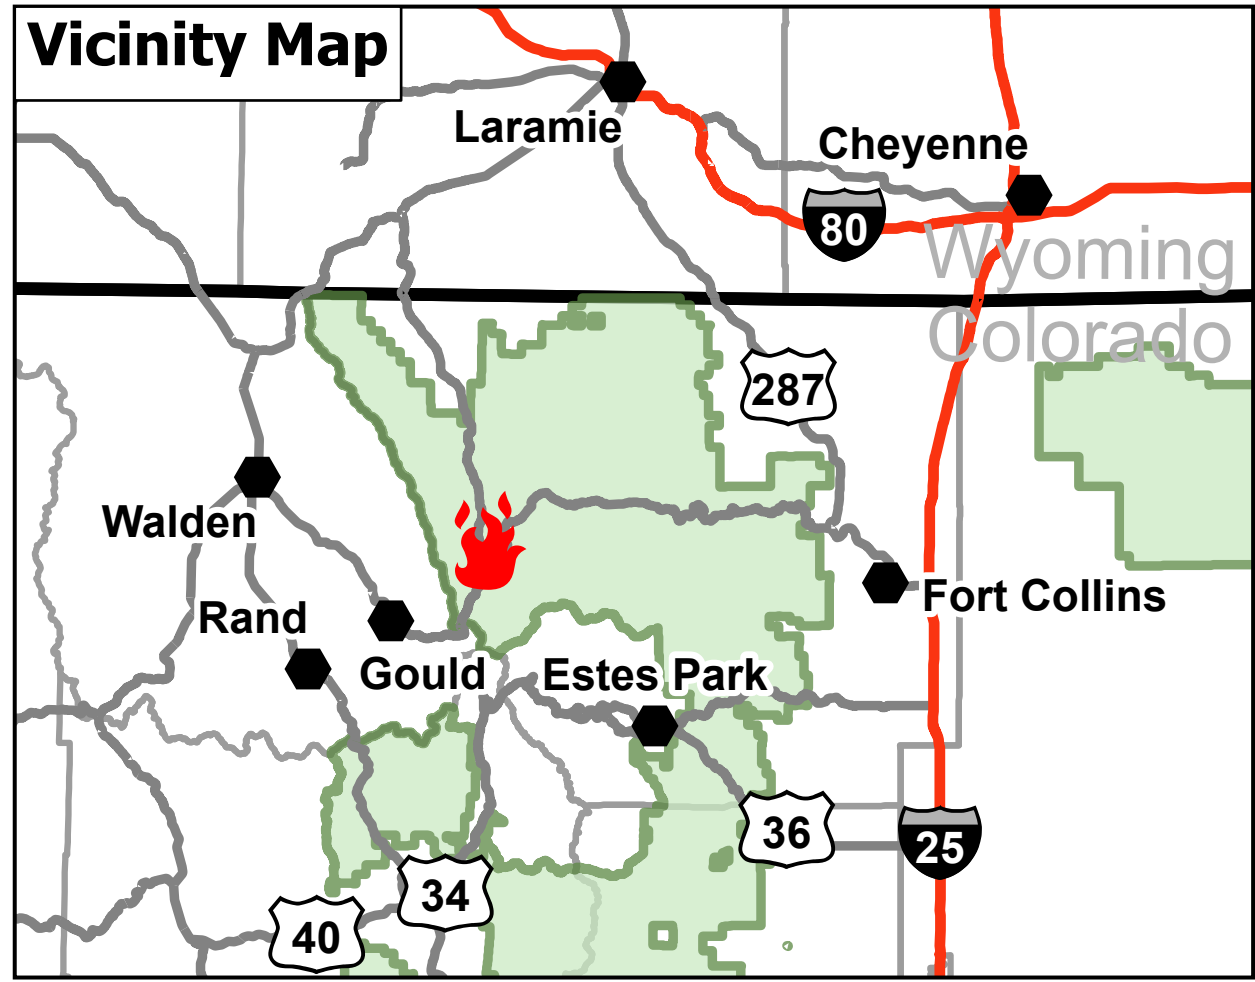 Vicinity Map
Laramie
Cheyenne
80
Wyoming
Colorado
287
Walden
Fort Collins
Rand
Gould
Estes Park
36
25
34
40